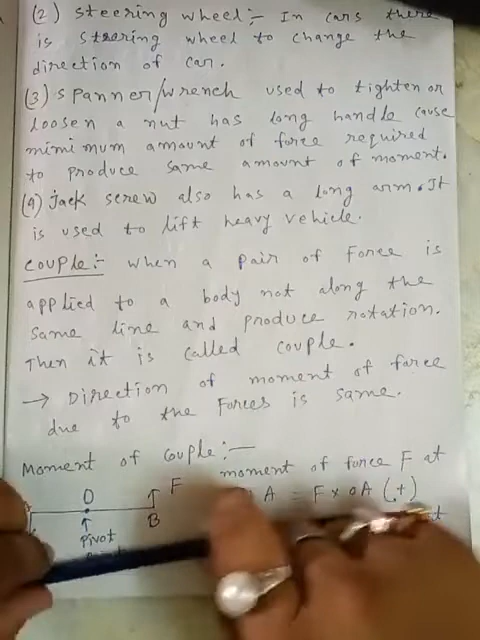 (2) Steering wheel:- In cars there
is stearing wheel to change the
direction of car.
(3) spanner/wrench used to tighten or
loosen a nut has long handle cause
mimi mum amount of force required
to produce same amount of moment.
(4) jack screw also has a long arm. It
is used to lift heavy vehicle.
couple:- when a pair of Force is
applied to a body not along the
same line and produce rotation.
Then it is called couple.
→ Direction of moment of force
due to the Forces is same.
Moment of couple:—
moment of force F at
A = F × OA (+)
O
F
B
Pivot